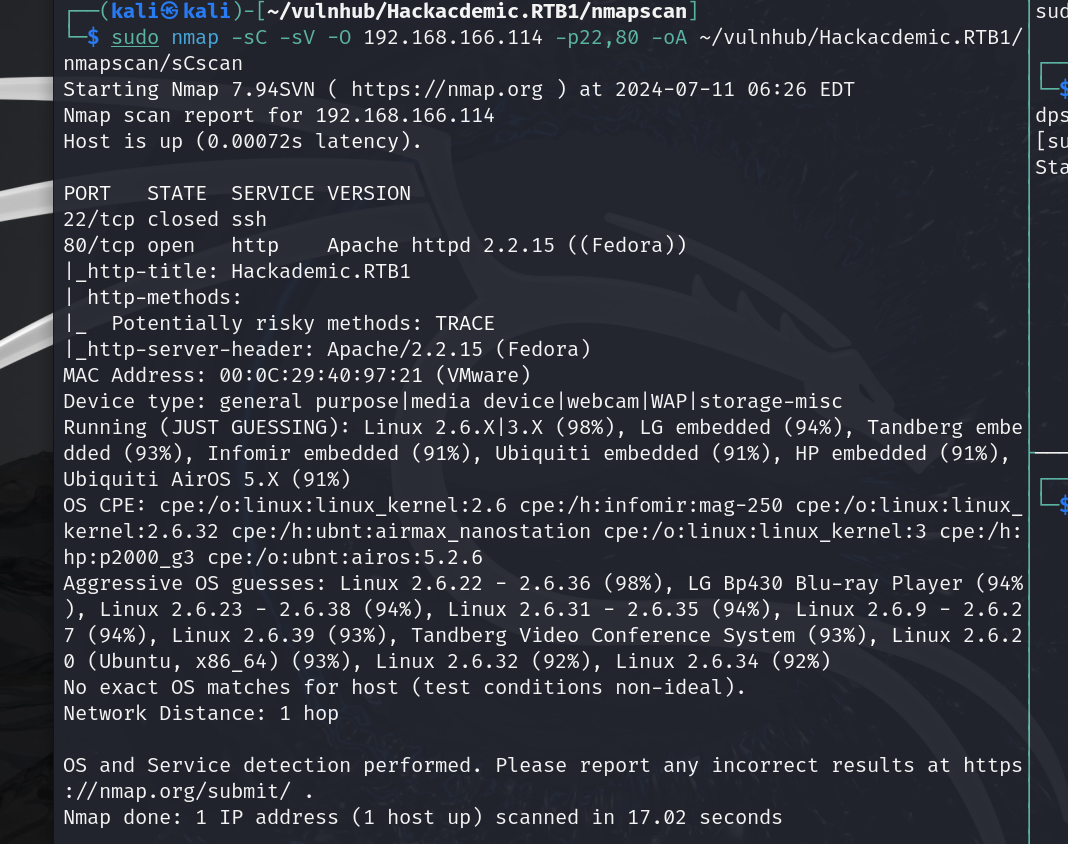 ┌──(kali㉿kali)-[~/vulnhub/Hackacdemic.RTB1/nmapscan]
└─$ sudo nmap -sC -sV -O 192.168.166.114 -p22,80 -oA ~/vulnhub/Hackacdemic.RTB1/
nmapscan/sCscan
Starting Nmap 7.94SVN ( https://nmap.org ) at 2024-07-11 06:26 EDT
Nmap scan report for 192.168.166.114
Host is up (0.00072s latency).

PORT   STATE  SERVICE VERSION
22/tcp closed ssh
80/tcp open   http    Apache httpd 2.2.15 ((Fedora))
|_http-title: Hackademic.RTB1
| http-methods:
|_  Potentially risky methods: TRACE
|_http-server-header: Apache/2.2.15 (Fedora)
MAC Address: 00:0C:29:40:97:21 (VMware)
Device type: general purpose|media device|webcam|WAP|storage-misc
Running (JUST GUESSING): Linux 2.6.X|3.X (98%), LG embedded (94%), Tandberg embe
dded (93%), Infomir embedded (91%), Ubiquiti embedded (91%), HP embedded (91%),
Ubiquiti AirOS 5.X (91%)
OS CPE: cpe:/o:linux:linux_kernel:2.6 cpe:/h:infomir:mag-250 cpe:/o:linux:linux_
kernel:2.6.32 cpe:/h:ubnt:airmax_nanostation cpe:/o:linux:linux_kernel:3 cpe:/h:
hp:p2000_g3 cpe:/o:ubnt:airos:5.2.6
Aggressive OS guesses: Linux 2.6.22 - 2.6.36 (98%), LG Bp430 Blu-ray Player (94%
), Linux 2.6.23 - 2.6.38 (94%), Linux 2.6.31 - 2.6.35 (94%), Linux 2.6.9 - 2.6.2
7 (94%), Linux 2.6.39 (93%), Tandberg Video Conference System (93%), Linux 2.6.2
0 (Ubuntu, x86_64) (93%), Linux 2.6.32 (92%), Linux 2.6.34 (92%)
No exact OS matches for host (test conditions non-ideal).
Network Distance: 1 hop

OS and Service detection performed. Please report any incorrect results at https
://nmap.org/submit/ .
Nmap done: 1 IP address (1 host up) scanned in 17.02 seconds
sud
┌
└─$
dps
[su
Sta
┌
└─$